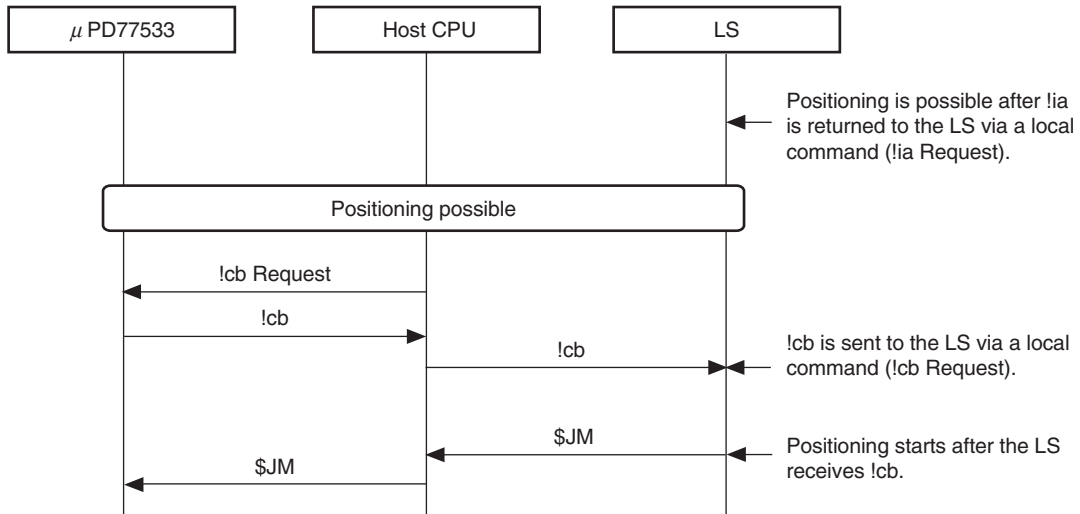 μ PD77533
Host CPU
LS
Positioning is possible after !ia
is returned to the LS via a local
command (!ia Request).
Positioning possible
!cb Request
!cb
!cb
!cb is sent to the LS via a local
command (!cb Request).
$JM
Positioning starts after the LS
receives !cb.
$JM